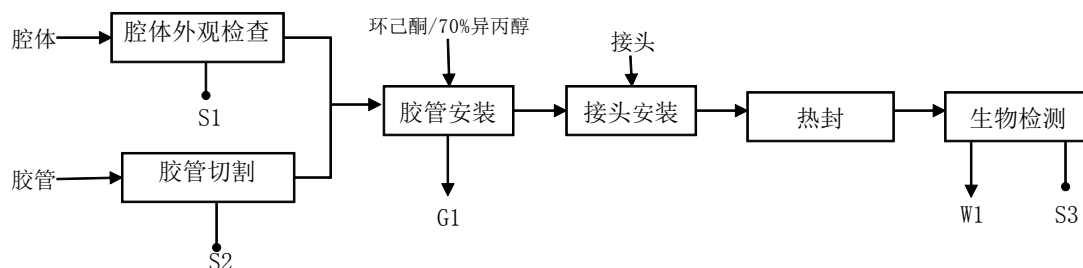 腔体
腔体外观检查
S1
胶管
胶管切割
S2
环己酮/70%异丙醇
胶管安装
G1
接头
接头安装
热封
生物检测
W1
S3